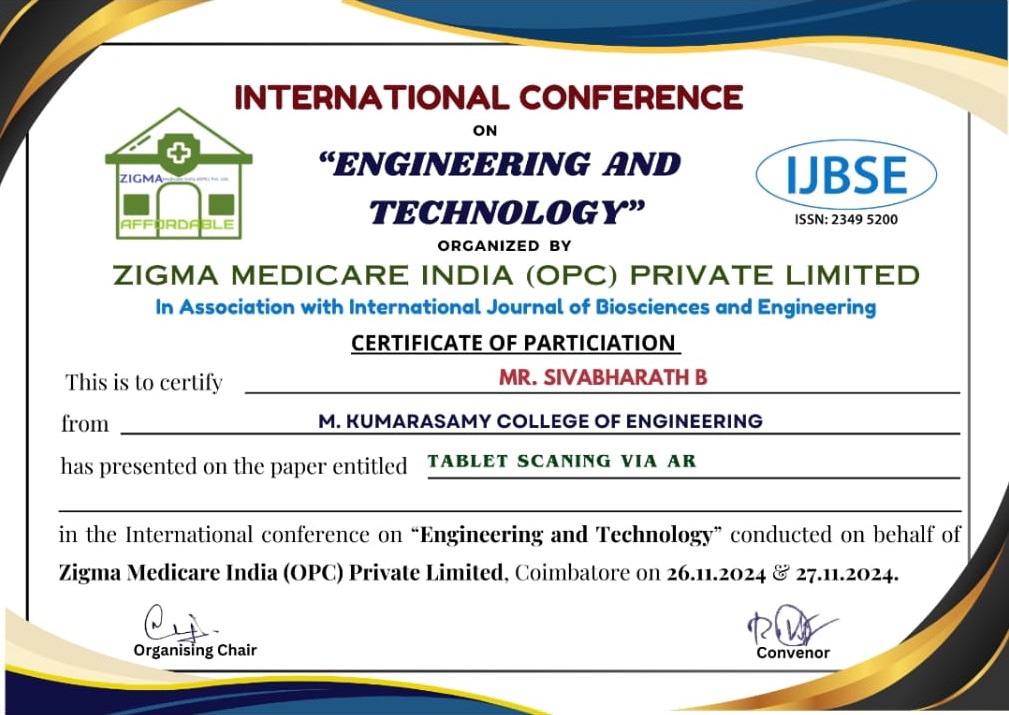 INTERNATIONAL CONFERENCE
ON
“ENGINEERING AND
TECHNOLOGY”
ORGANIZED BY
ZIGMA
AFFORDABLE
IJBSE
ISSN: 2349 5200
ZIGMA MEDICARE INDIA (OPC) PRIVATE LIMITED
In Association with International Journal of Biosciences and Engineering
CERTIFICATE OF PARTICIATION
This is to certify MR. SIVABHARATH B
from M. KUMARASAMY COLLEGE OF ENGINEERING
has presented on the paper entitled TABLET SCANING VIA AR
in the International conference on “Engineering and Technology” conducted on behalf of
Zigma Medicare India (OPC) Private Limited, Coimbatore on 26.11.2024 & 27.11.2024.
Organising Chair
Convenor